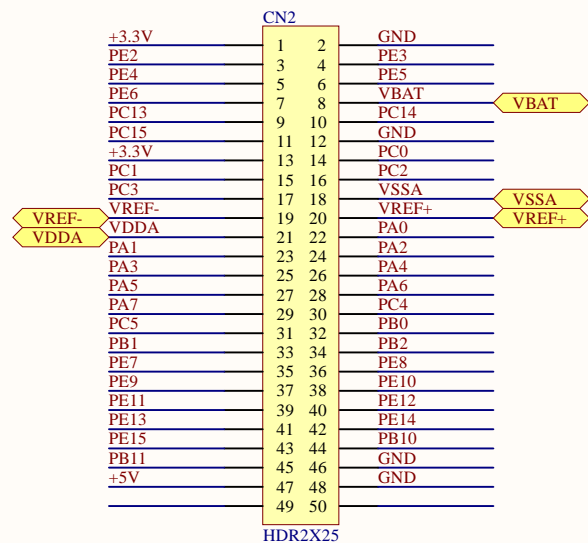 CN2
+3.3V 1 2 GND
PE2 3 4 PE3
PE4 5 6 PE5
PE6 7 8 VBAT VBAT
PC13 9 10 PC14
PC15 11 12 GND
+3.3V 13 14 PC0
PC1 15 16 PC2
PC3 17 18 VSSA VSSA
VREF- VREF- 19 20 VREF+ VREF+
VDDA VDDA 21 22 PA0
PA1 23 24 PA2
PA3 25 26 PA4
PA5 27 28 PA6
PA7 29 30 PC4
PC5 31 32 PB0
PB1 33 34 PB2
PE7 35 36 PE8
PE9 37 38 PE10
PE11 39 40 PE12
PE13 41 42 PE14
PE15 43 44 PB10
PB11 45 46 GND
+5V 47 48 GND
49 50
HDR2X25